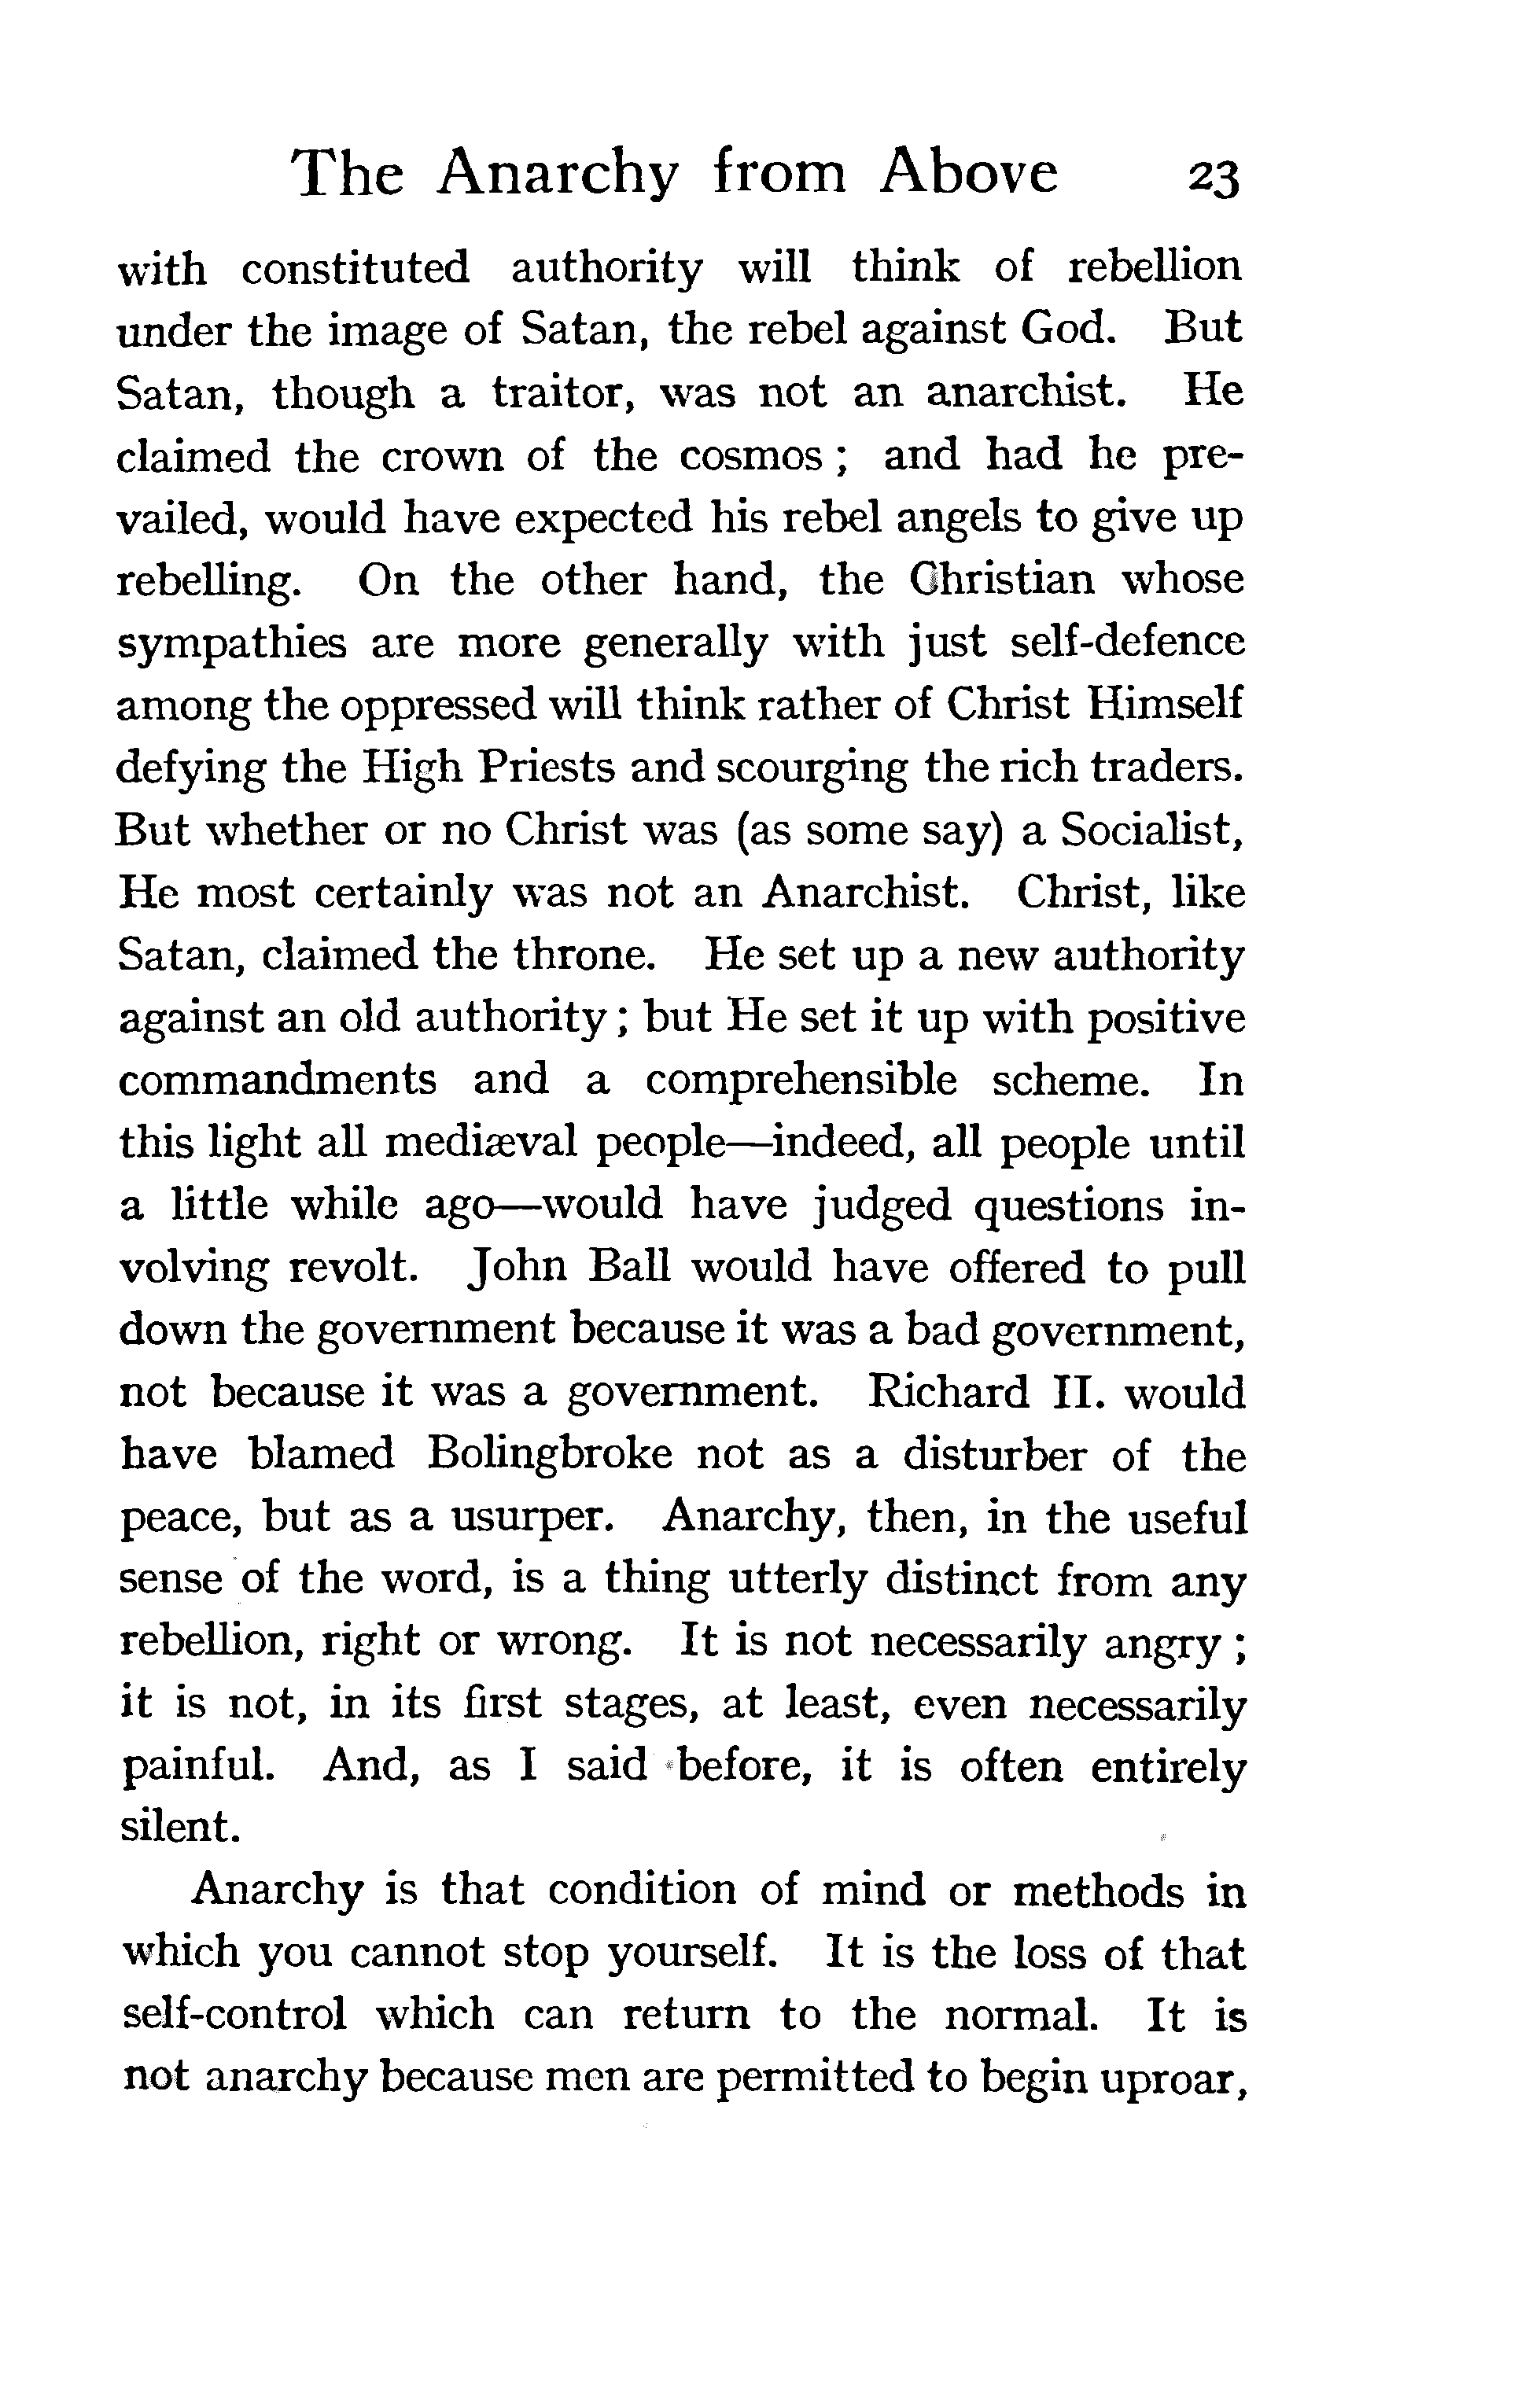 The Anarchy from Above 23
with constituted authority will think of rebellion
under the image of Satan, the rebel against God. But
Satan, though a traitor, was not an anarchist. He
claimed the crown of the cosmos ; and had he pre-
vailed, would have expected his rebel angels to give up
rebelling. On the other hand, the Christian whose
sympathies are more generally with just self-defence
among the oppressed will think rather of Christ Himself
defying the High Priests and scourging the rich traders.
But whether or no Christ was (as some say) a Socialist,
He most certainly was not an Anarchist. Christ, like
Satan, claimed the throne. He set up a new authority
against an old authority ; but He set it up with positive
commandments and a comprehensible scheme. In
this light all mediæval people—indeed, all people until
a little while ago—would have judged questions in-
volving revolt. John Ball would have offered to pull
down the government because it was a bad government,
not because it was a government. Richard II. would
have blamed Bolingbroke not as a disturber of the
peace, but as a usurper. Anarchy, then, in the useful
sense of the word, is a thing utterly distinct from any
rebellion, right or wrong. It is not necessarily angry ;
it is not, in its first stages, at least, even necessarily
painful. And, as I said before, it is often entirely
silent.
Anarchy is that condition of mind or methods in
which you cannot stop yourself. It is the loss of that
self-control which can return to the normal. It is
not anarchy because men are permitted to begin uproar,